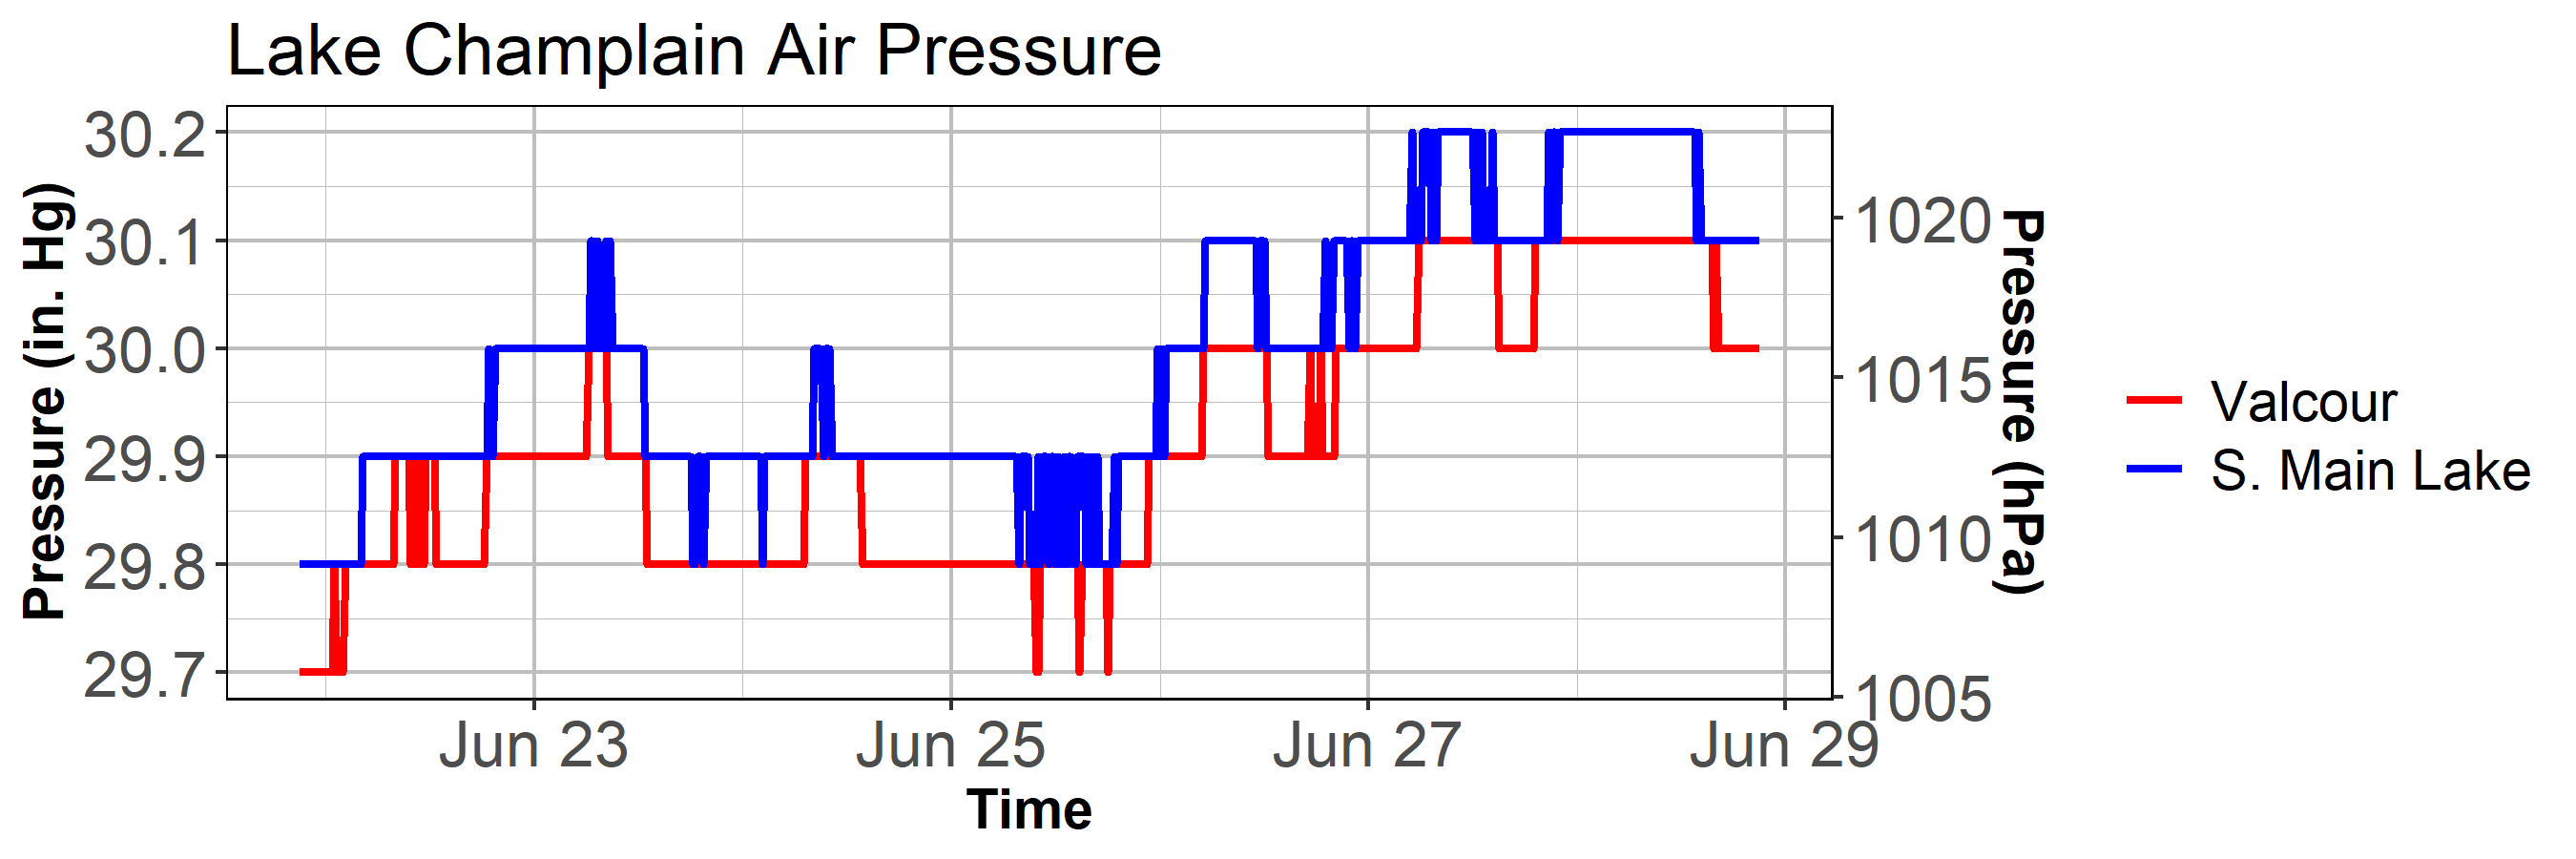 Lake Champlain Air Pressure
Pressure (in. Hg)
30.2
30.1
30.0
29.9
29.8
29.7
1020
1015
1010
1005
Pressure (hPa)
Jun 23 Jun 25 Jun 27 Jun 29
Time
Valcour
S. Main Lake